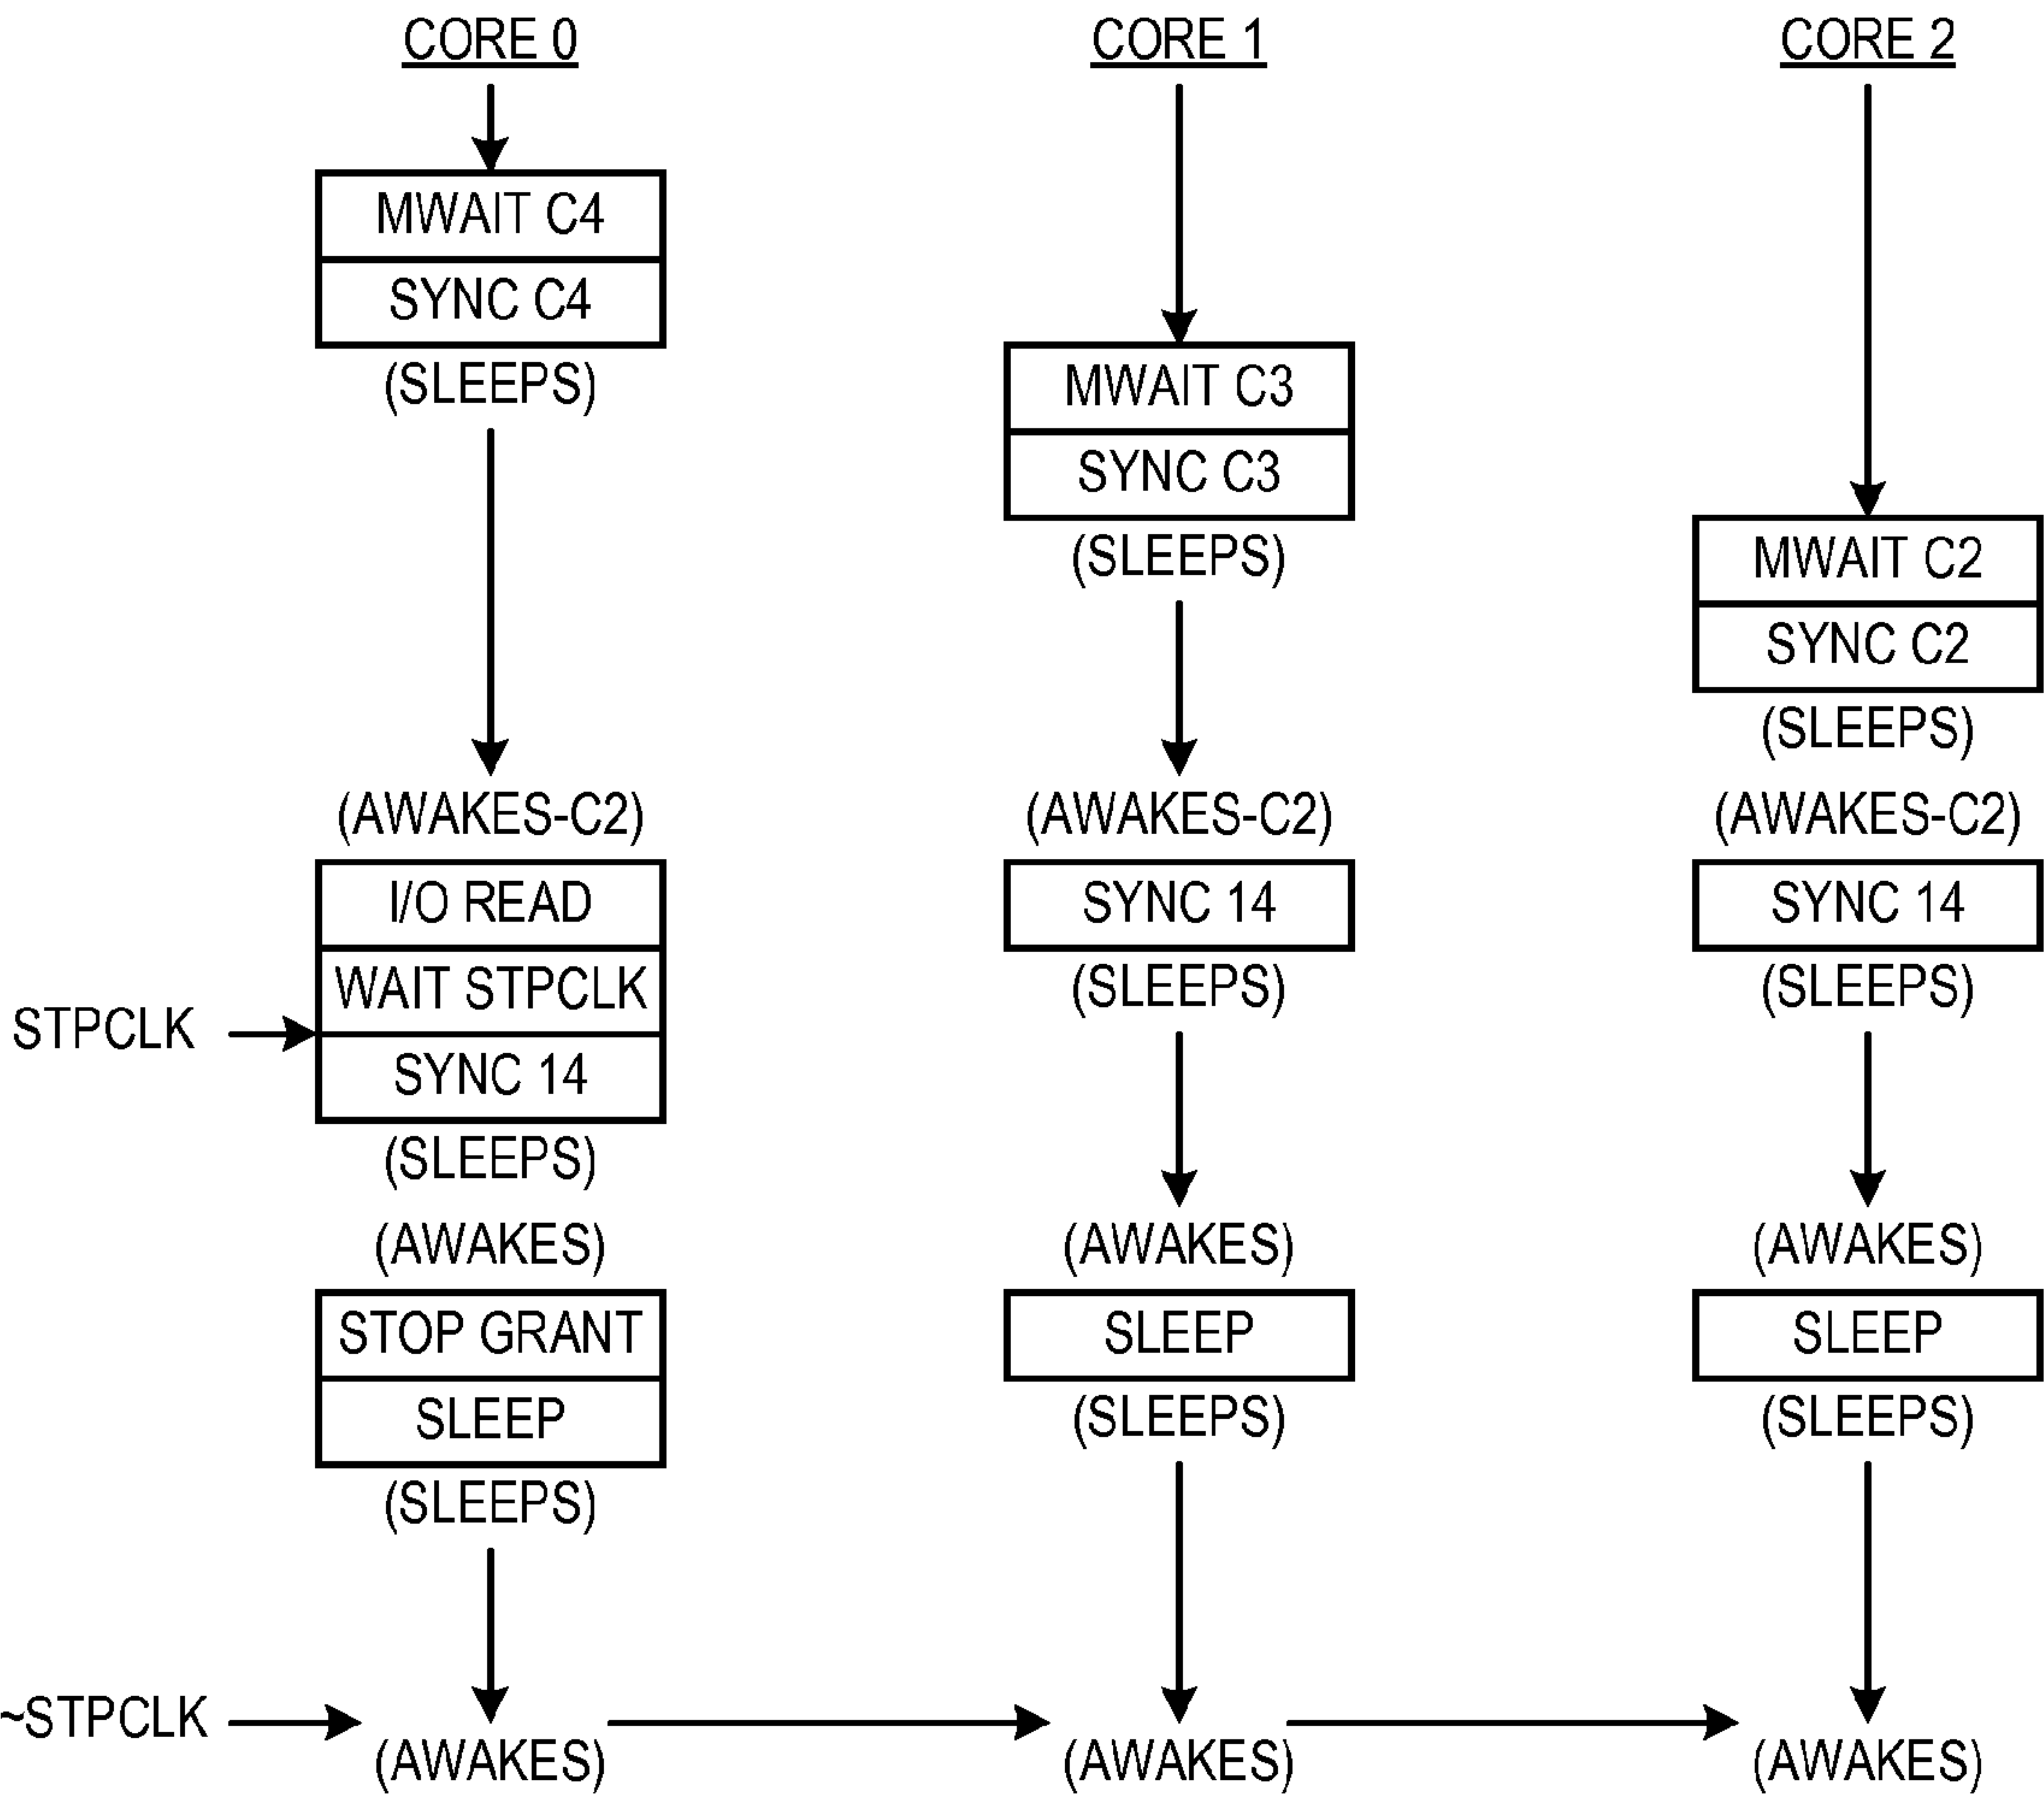 CORE 0
CORE 1
CORE 2
MWAIT C4
SYNC C4
(SLEEPS)
MWAIT C3
SYNC C3
(SLEEPS)
MWAIT C2
SYNC C2
(SLEEPS)
(AWAKES-C2)
(AWAKES-C2)
(AWAKES-C2)
I/O READ
SYNC 14
SYNC 14
WAIT STPCLK
(SLEEPS)
(SLEEPS)
STPCLK
SYNC 14
(SLEEPS)
(AWAKES)
(AWAKES)
(AWAKES)
STOP GRANT
SLEEP
SLEEP
SLEEP
(SLEEPS)
(SLEEPS)
(SLEEPS)
~STPCLK
(AWAKES)
(AWAKES)
(AWAKES)